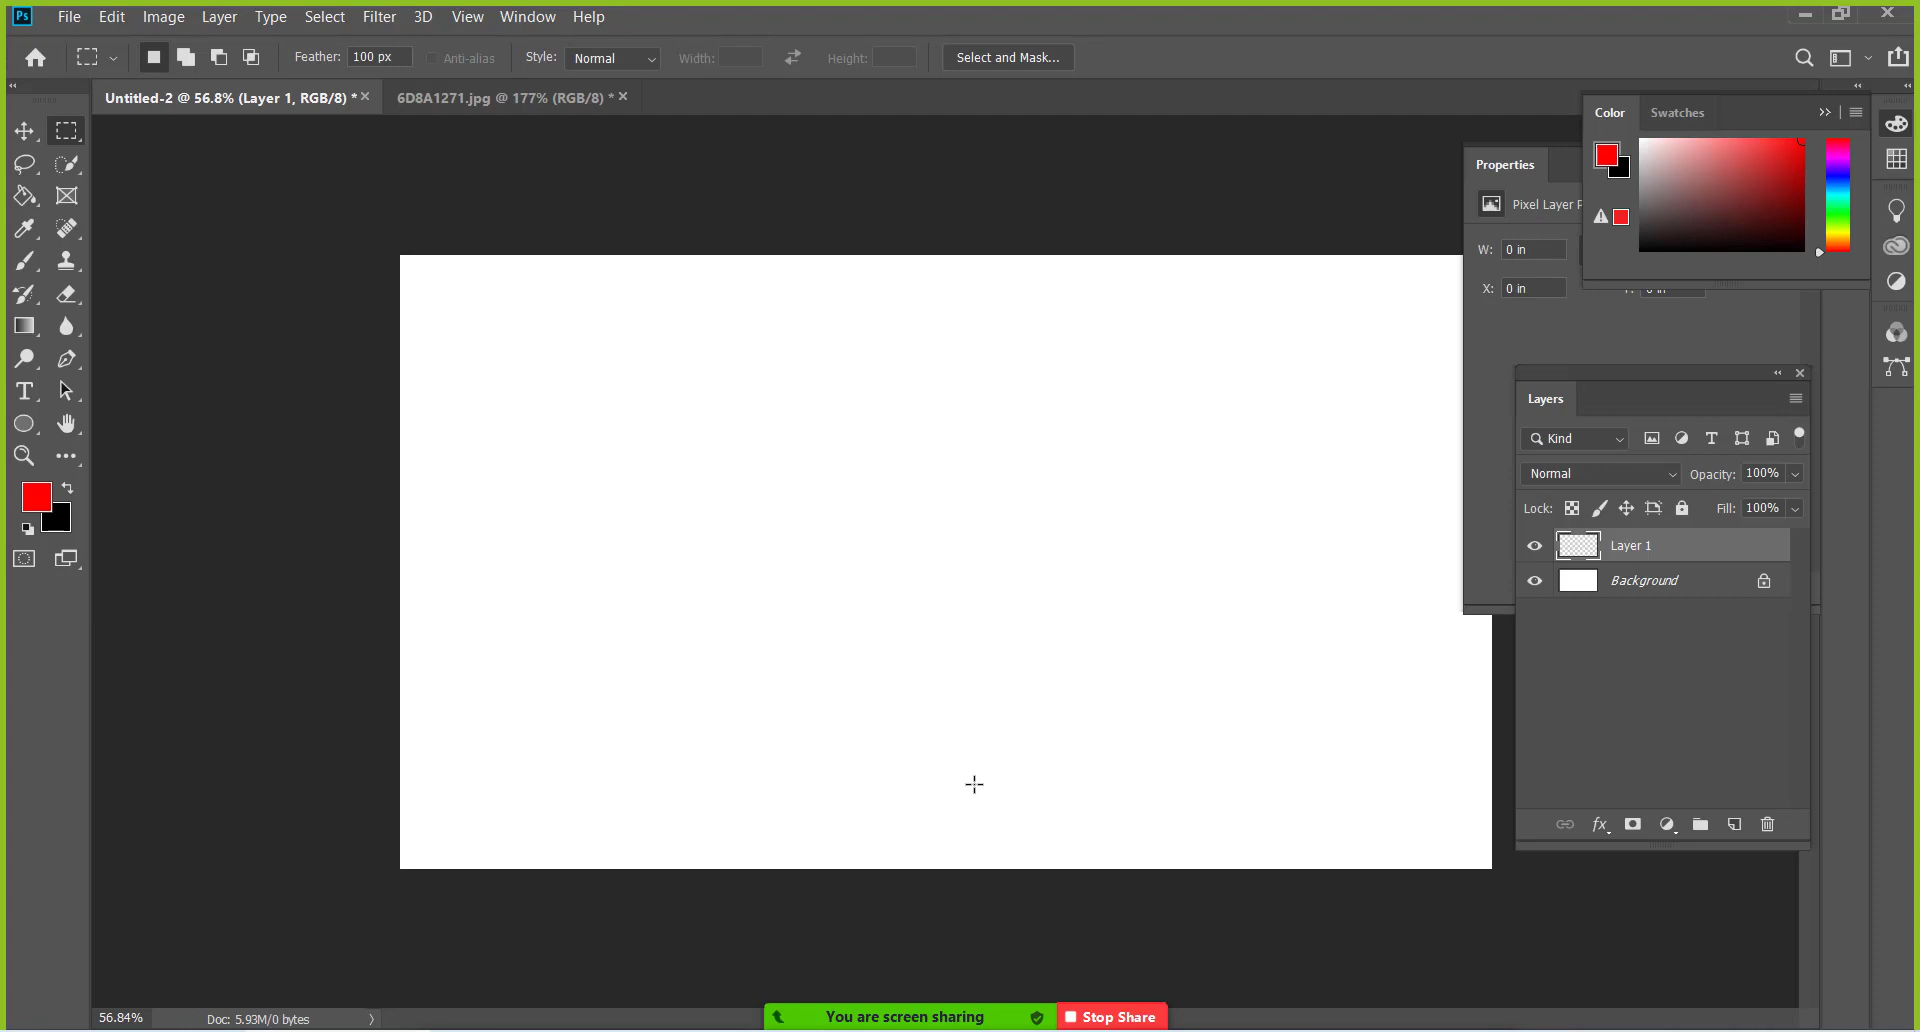 Ps File Edit Image Layer Type Select Filter 3D View Window Help
Feather: 100 px Anti-alias Style: Normal Width: Height: Select and Mask...
Untitled-2 @ 56.8% (Layer 1, RGB/8) * 6D8A1271.jpg @ 177% (RGB/8) *
Color Swatches
Properties
Pixel Layer P
W: 0 in
X: 0 in
Layers
Kind
Normal Opacity: 100%
Lock: Fill: 100%
Layer 1
Background
fx
T
56.84% Doc: 5.93M/0 bytes
You are screen sharing Stop Share